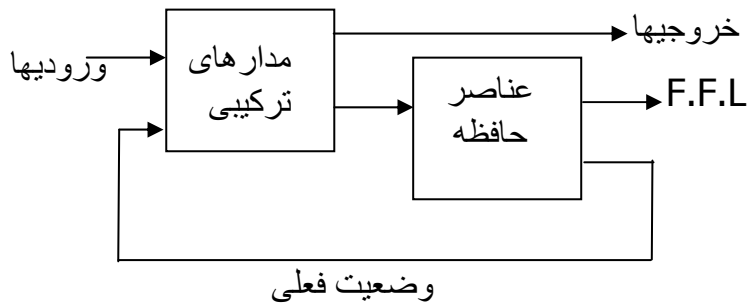 خروجیها
مدارهای
ترکیبی
ورودیها
عناصر
حافظه
F.F.L
وضعیت فعلی